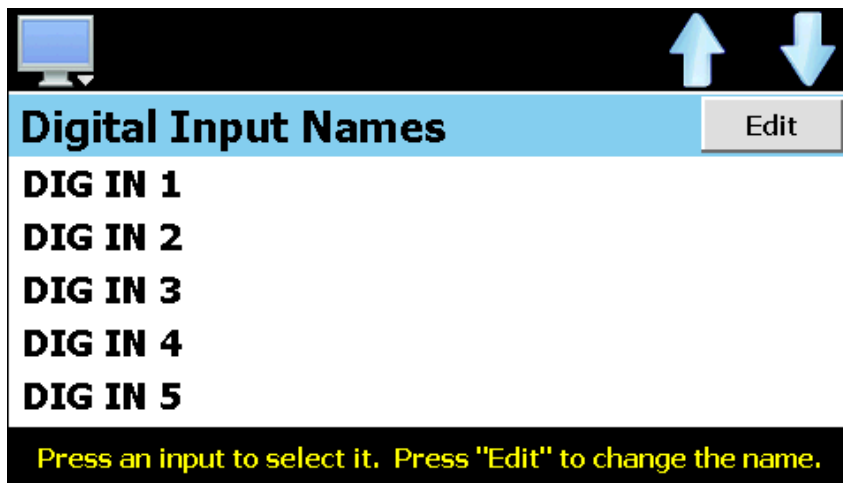 Digital Input Names
Edit
DIG IN 1
DIG IN 2
DIG IN 3
DIG IN 4
DIG IN 5
Press an input to select it. Press "Edit" to change the name.